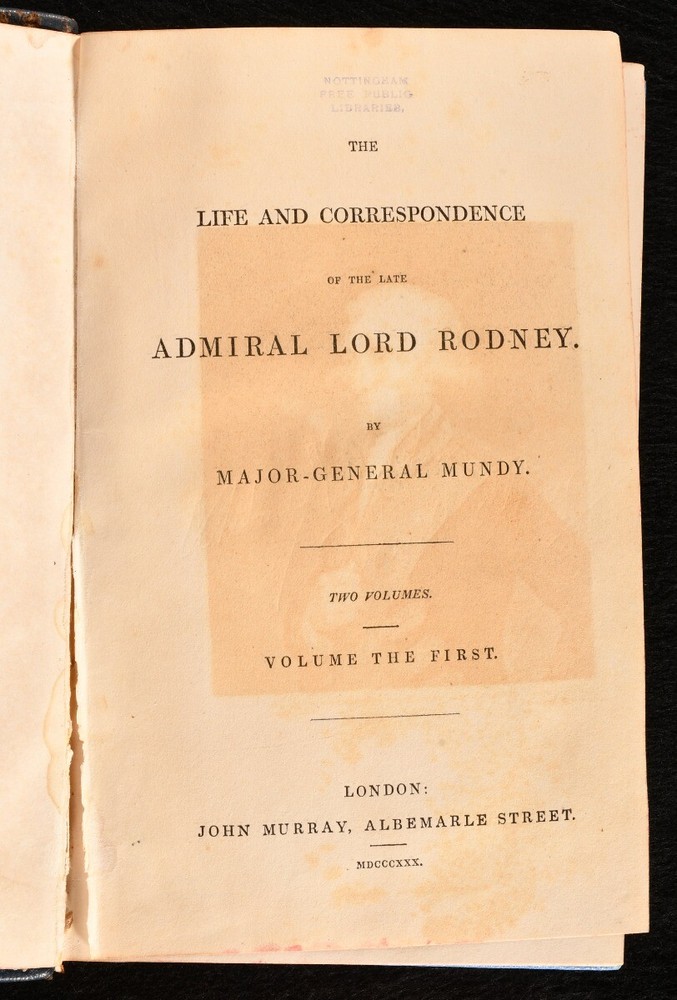 NOTTINGHAM
FREE PUBLIC
LIBRARIES.
THE
LIFE AND CORRESPONDENCE
OF THE LATE
ADMIRAL LORD RODNEY.
BY
MAJOR-GENERAL MUNDY.
TWO VOLUMES.
VOLUME THE FIRST.
LONDON:
JOHN MURRAY, ALBEMARLE STREET.
MDCCCXXX.